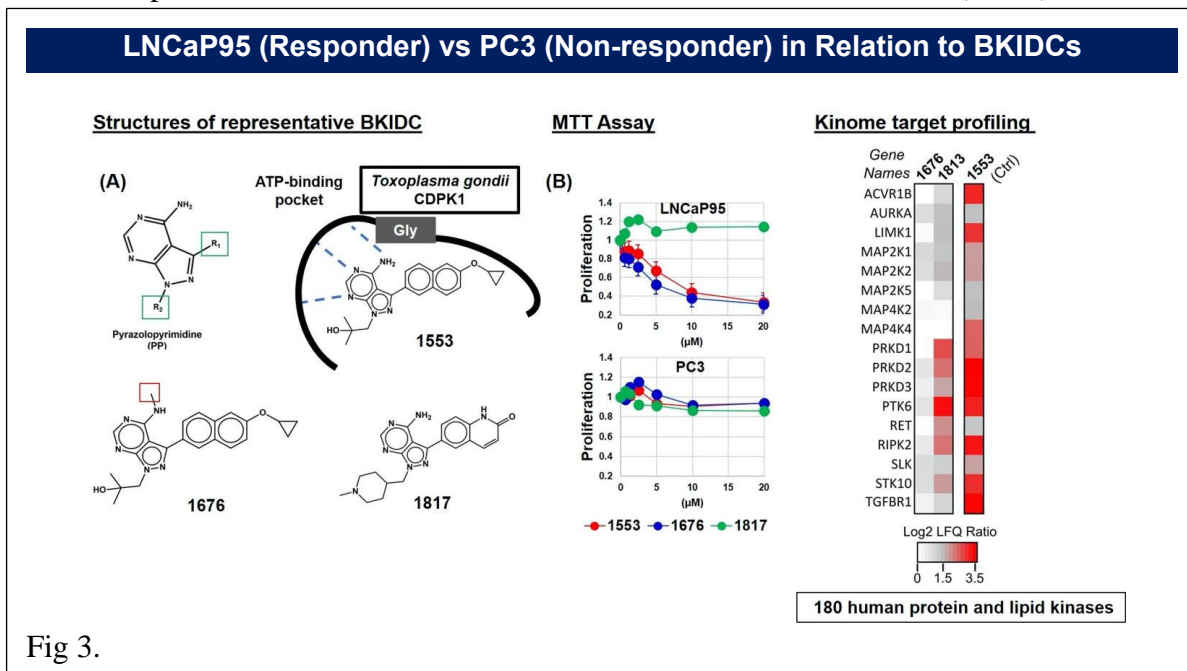 LNCaP95 (Responder) vs PC3 (Non-responder) in Relation to BKIDCs
Structures of representative BKIDC
MTT Assay
Kinome target profiling
(A)
NH₂
N
N
N
N
R₁
R₂
Pyrazolopyrimidine
(PP)
ATP-binding
pocket
Toxoplasma gondii
CDPK1
Gly
NH₂
N
N
N
N
O
HO
1553
NH
N
N
N
N
O
HO
1676
NH₂
N
N
N
N
H
N
O
N
1817
(B)
LNCaP95
Proliferation
1.4
1.2
1
0.8
0.6
0.4
0.2
0 5 10 15 20
(µM)
PC3
Proliferation
1.4
1.2
1
0.8
0.6
0.4
0.2
0 5 10 15 20
(µM)
1553 1676 1817
Gene
Names
1676 1813 1553 (Ctrl)
ACVR1B
AURKA
LIMK1
MAP2K1
MAP2K2
MAP2K5
MAP4K2
MAP4K4
PRKD1
PRKD2
PRKD3
PTK6
RET
RIPK2
SLK
STK10
TGFBR1
Log2 LFQ Ratio
0 1.5 3.5
180 human protein and lipid kinases
Fig 3.